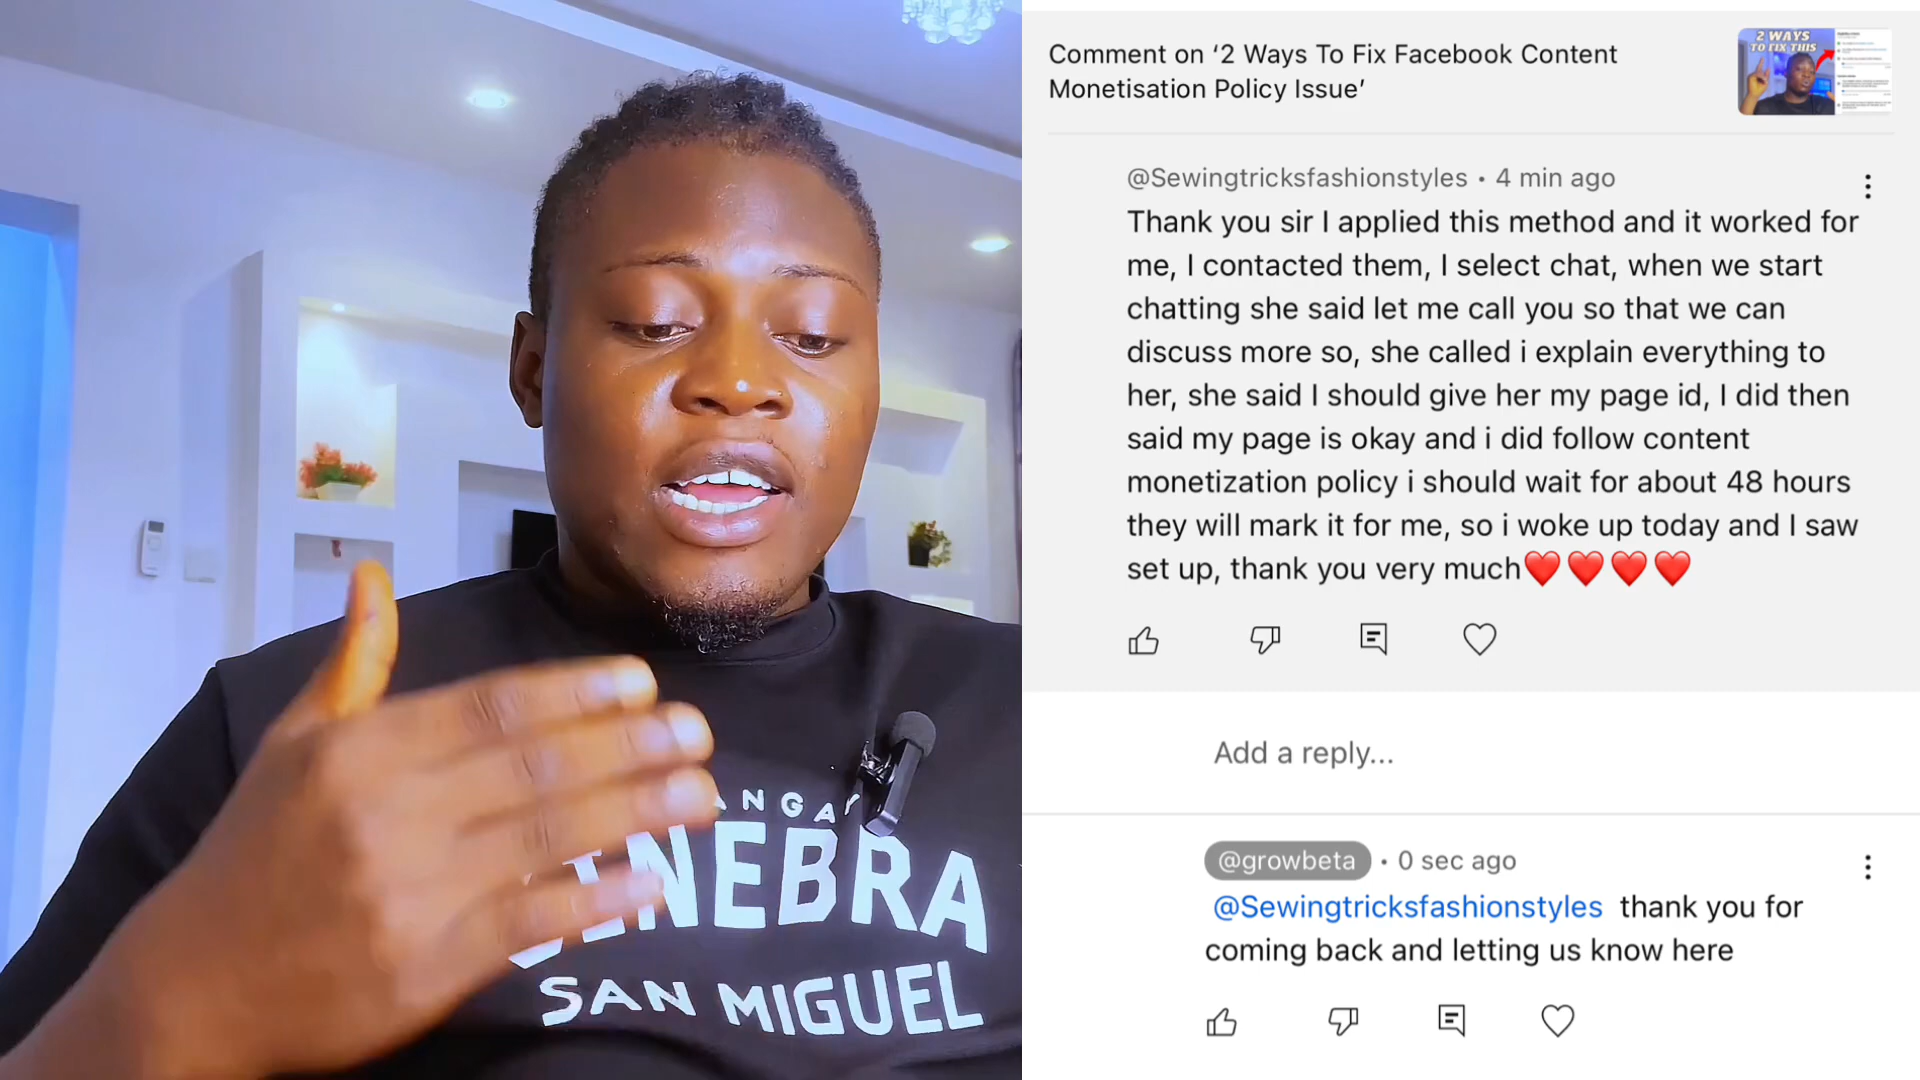 Comment on ‘2 Ways To Fix Facebook Content
Monetisation Policy Issue’
2 WAYS
TO FIX THIS
@Sewingtricksfashionstyles • 4 min ago
Thank you sir I applied this method and it worked for
me, I contacted them, I select chat, when we start
chatting she said let me call you so that we can
discuss more so, she called i explain everything to
her, she said I should give her my page id, I did then
said my page is okay and i did follow content
monetization policy i should wait for about 48 hours
they will mark it for me, so i woke up today and I saw
set up, thank you very much❤️❤️❤️❤️
Add a reply...
@growbeta • 0 sec ago
@Sewingtricksfashionstyles thank you for
coming back and letting us know here
SAN MIGUEL